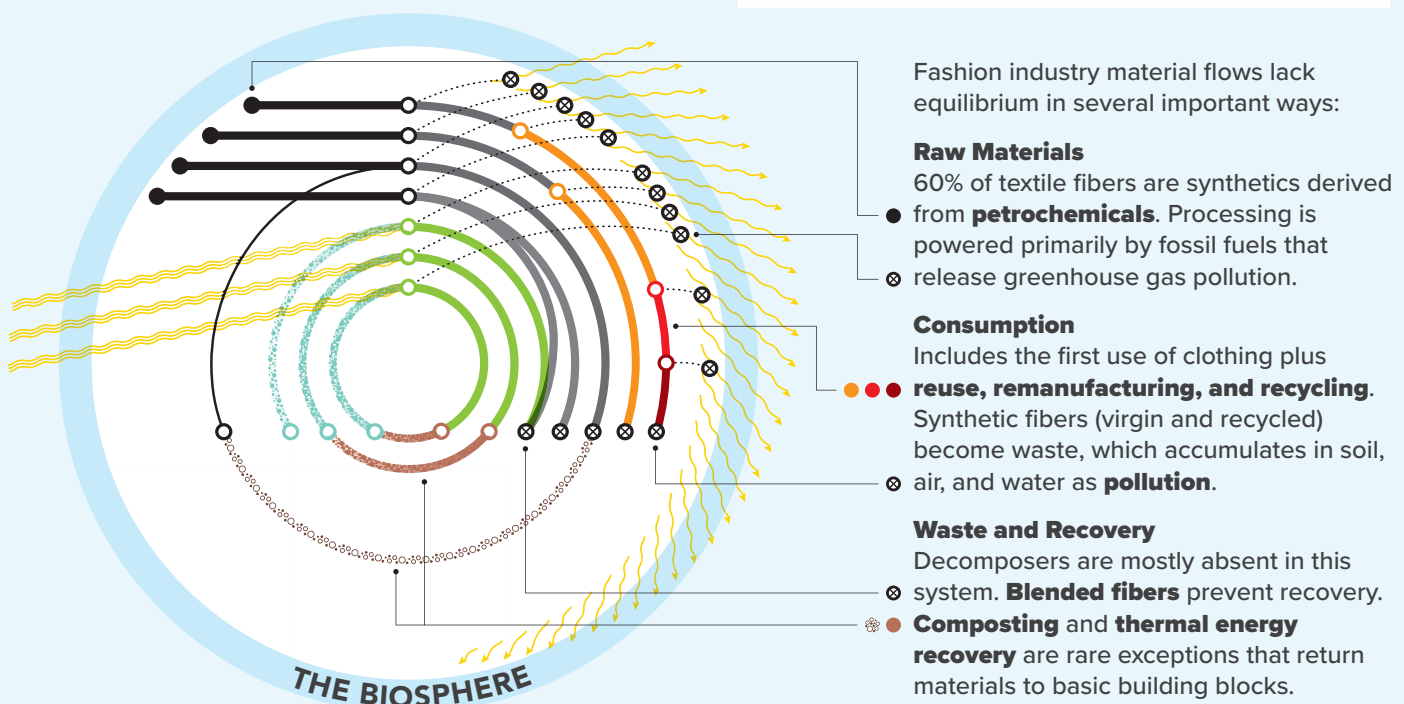 Fashion industry material flows lack
equilibrium in several important ways:
Raw Materials
60% of textile fibers are synthetics derived
from petrochemicals. Processing is
powered primarily by fossil fuels that
release greenhouse gas pollution.
Consumption
Includes the first use of clothing plus
reuse, remanufacturing, and recycling.
Synthetic fibers (virgin and recycled)
become waste, which accumulates in soil,
air, and water as pollution.
Waste and Recovery
Decomposers are mostly absent in this
system. Blended fibers prevent recovery.
Composting and thermal energy
recovery are rare exceptions that return
materials to basic building blocks.
THE BIOSPHERE